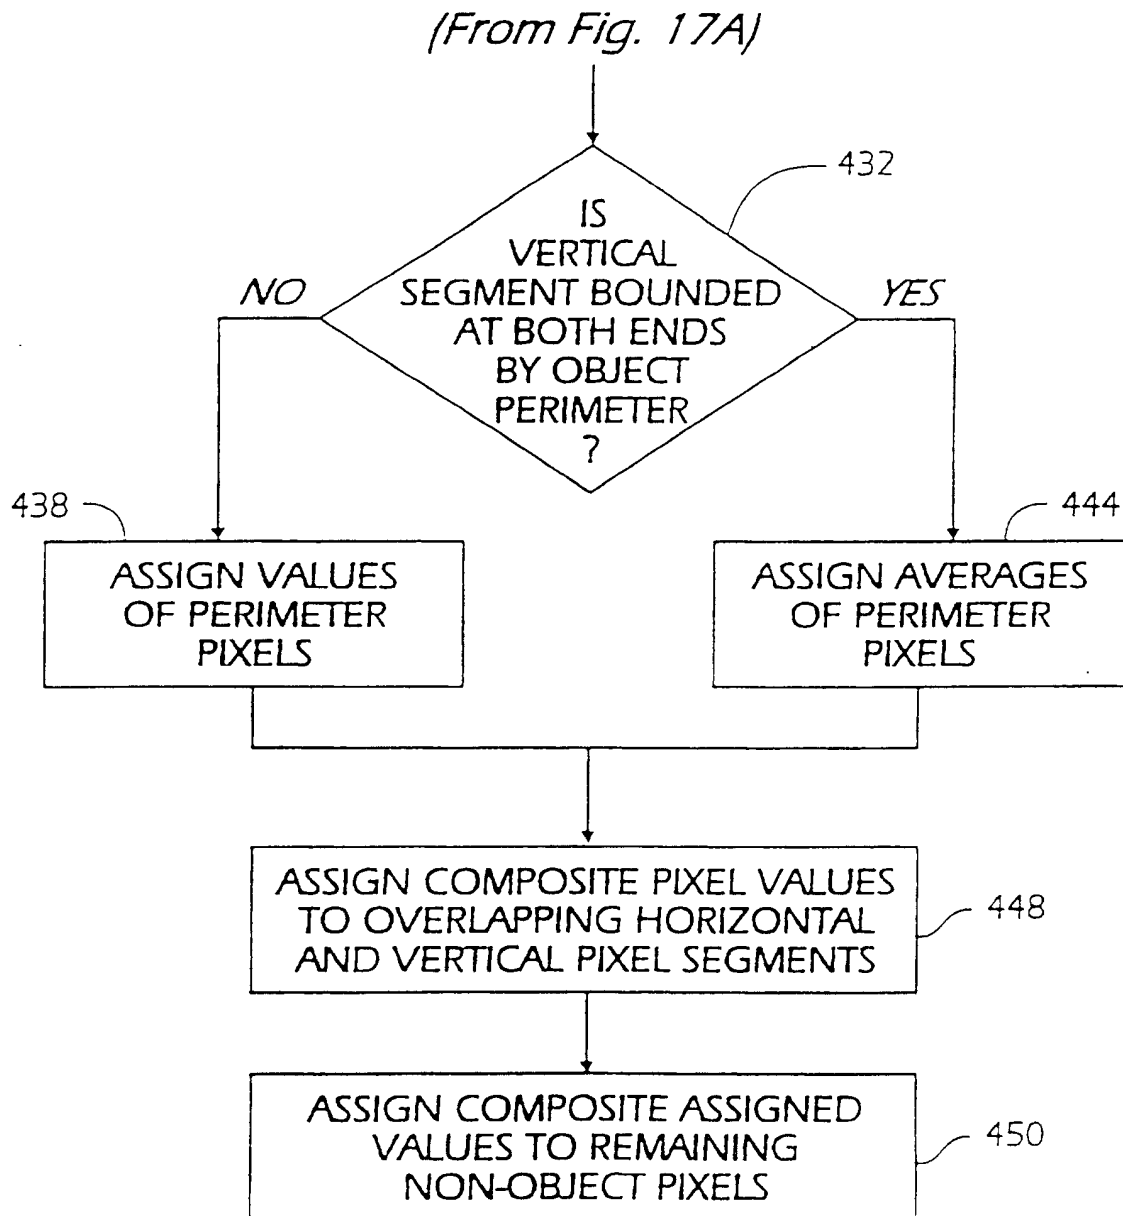 (From Fig. 17A)
432
IS
VERTICAL
SEGMENT BOUNDED
AT BOTH ENDS
BY OBJECT
PERIMETER
?
NO
YES
438
ASSIGN VALUES
OF PERIMETER
PIXELS
444
ASSIGN AVERAGES
OF PERIMETER
PIXELS
ASSIGN COMPOSITE PIXEL VALUES
TO OVERLAPPING HORIZONTAL
AND VERTICAL PIXEL SEGMENTS
448
ASSIGN COMPOSITE ASSIGNED
VALUES TO REMAINING
NON-OBJECT PIXELS
450